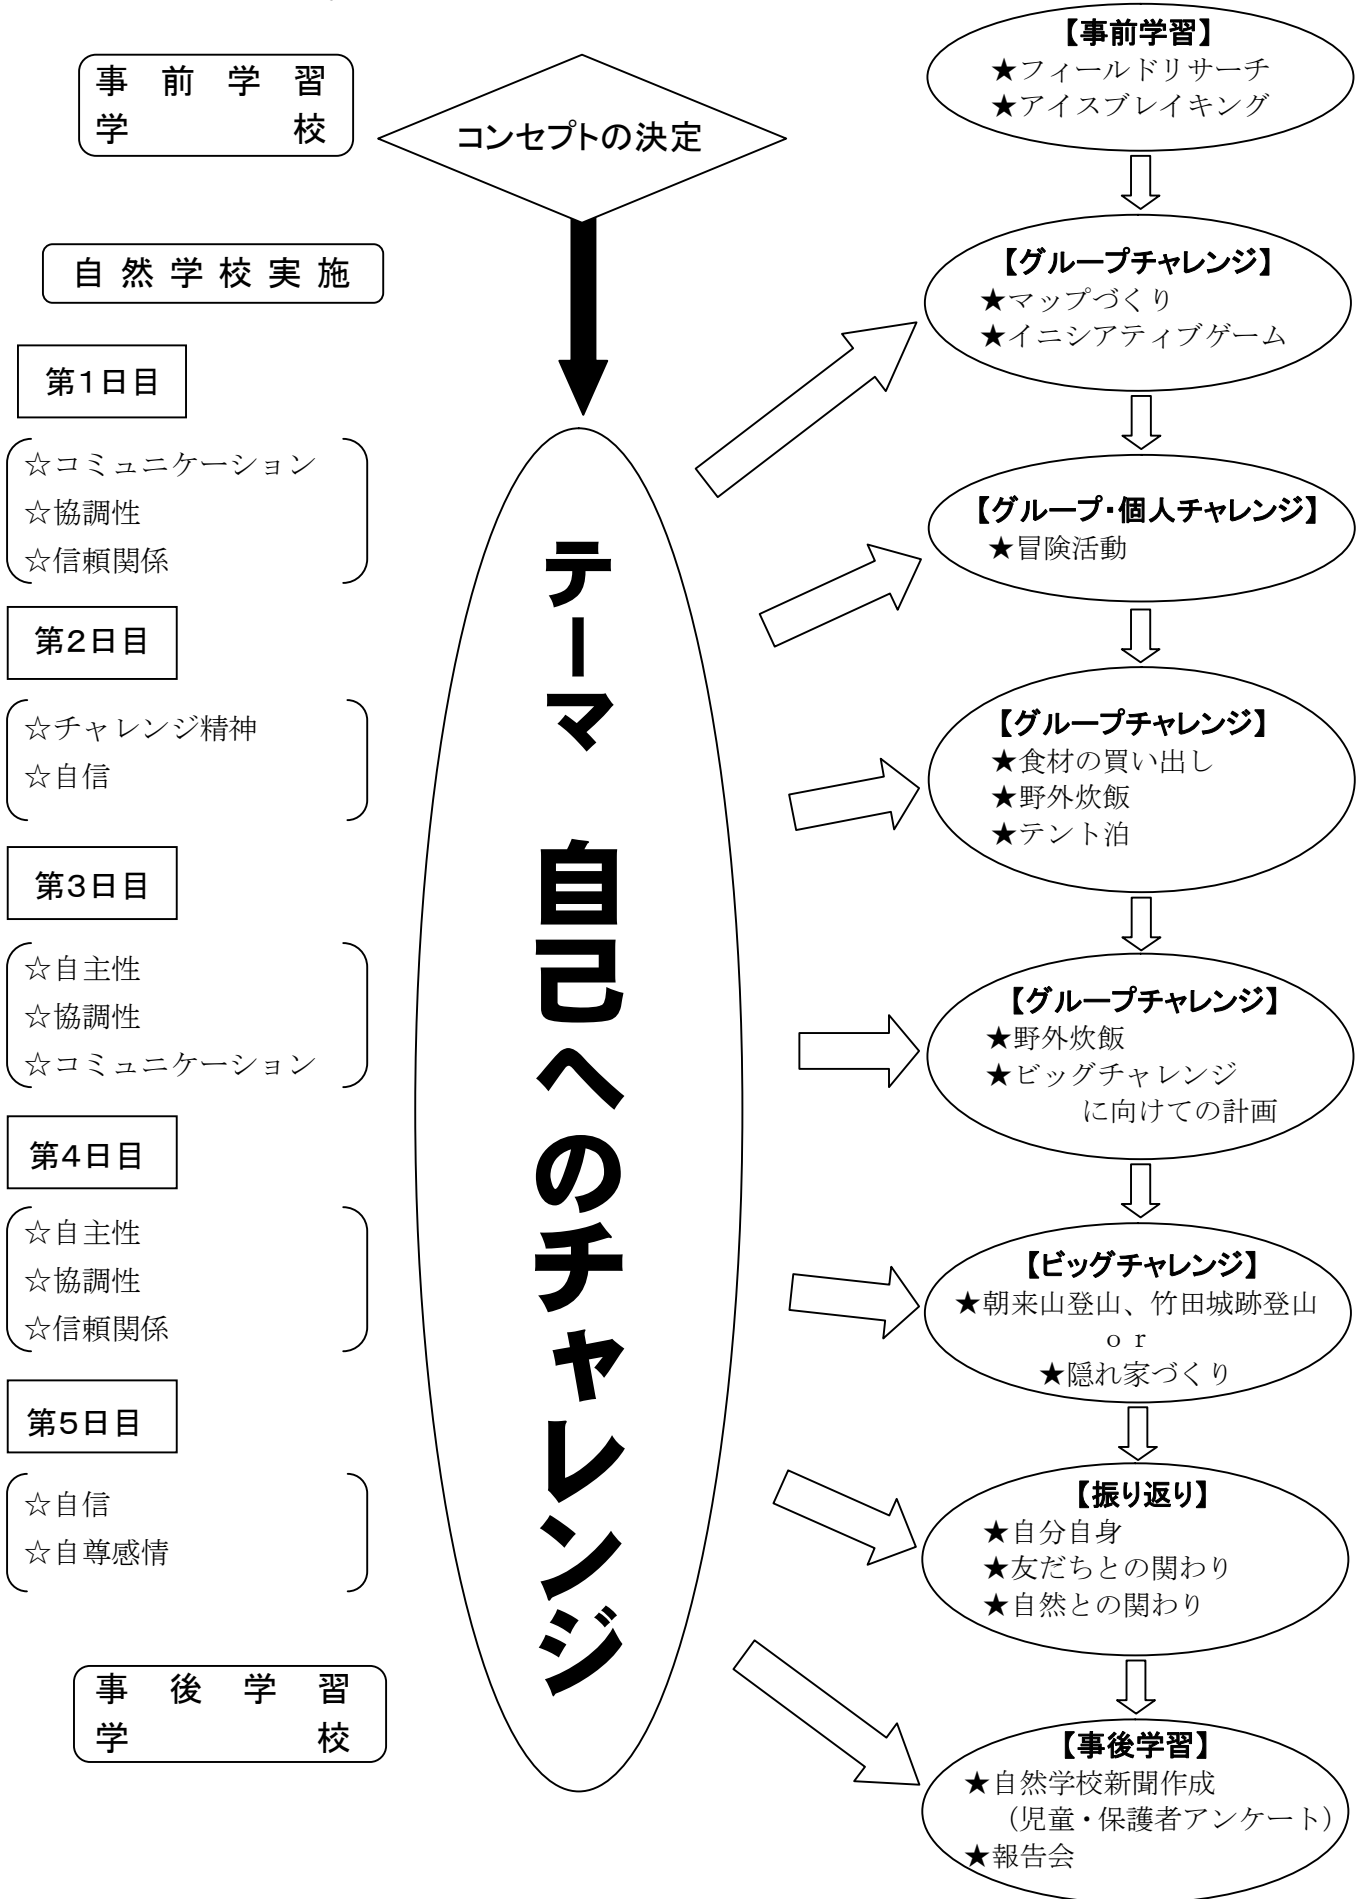 事前学習
学校
自然学校実施
第1日目
☆コミュニケーション
☆協調性
☆信頼関係
第2日目
☆チャレンジ精神
☆自信
第3日目
☆自主性
☆協調性
☆コミュニケーション
第4日目
☆自主性
☆協調性
☆信頼関係
第5日目
☆自信
☆自尊感情
事後学習
学校
コンセプトの決定
テーマ 自己へのチャレンジ
【事前学習】
★フィールドリサーチ
★アイスブレイキング
【グループチャレンジ】
★マップづくり
★イニシアティブゲーム
【グループ・個人チャレンジ】
★冒険活動
【グループチャレンジ】
★食材の買い出し
★野外炊飯
★テント泊
【グループチャレンジ】
★野外炊飯
★ビッグチャレンジ
に向けての計画
【ビッグチャレンジ】
★朝来山登山、竹田城跡登山
or
★隠れ家づくり
【振り返り】
★自分自身
★友だちとの関わり
★自然との関わり
【事後学習】
★自然学校新聞作成
（児童・保護者アンケート）
★報告会